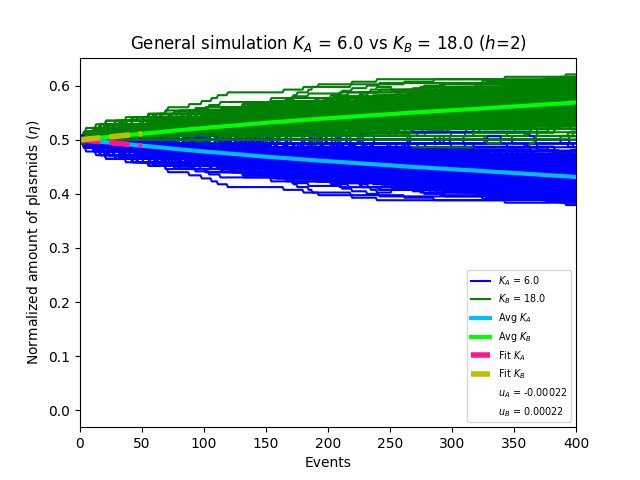 General simulation K_A = 6.0 vs K_B = 18.0 (h=2)
Normalized amount of plasmids (η)
0.6
0.5
0.4
0.3
0.2
0.1
0.0
K_A = 6.0
K_B = 18.0
Avg K_A
Avg K_B
Fit K_A
Fit K_B
u_A = -0.00022
u_B = 0.00022
0 50 100 150 200 250 300 350 400
Events